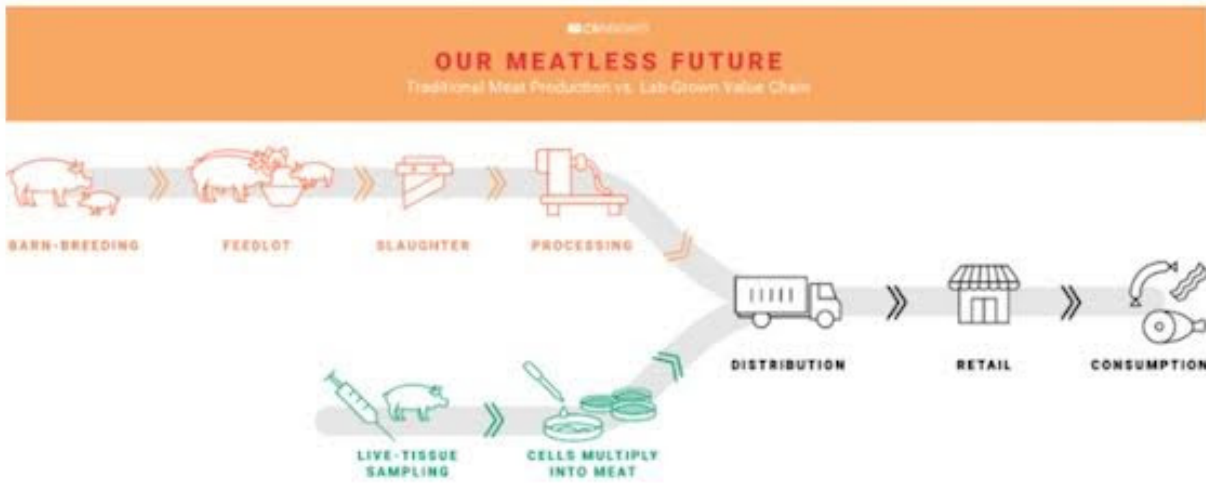 CBINSIGHTS
OUR MEATLESS FUTURE
Traditional Meat Production vs. Lab-Grown Value Chain
BARN-BREEDING
FEEDLOT
SLAUGHTER
PROCESSING
DISTRIBUTION
RETAIL
CONSUMPTION
LIVE-TISSUE
SAMPLING
CELLS MULTIPLY
INTO MEAT